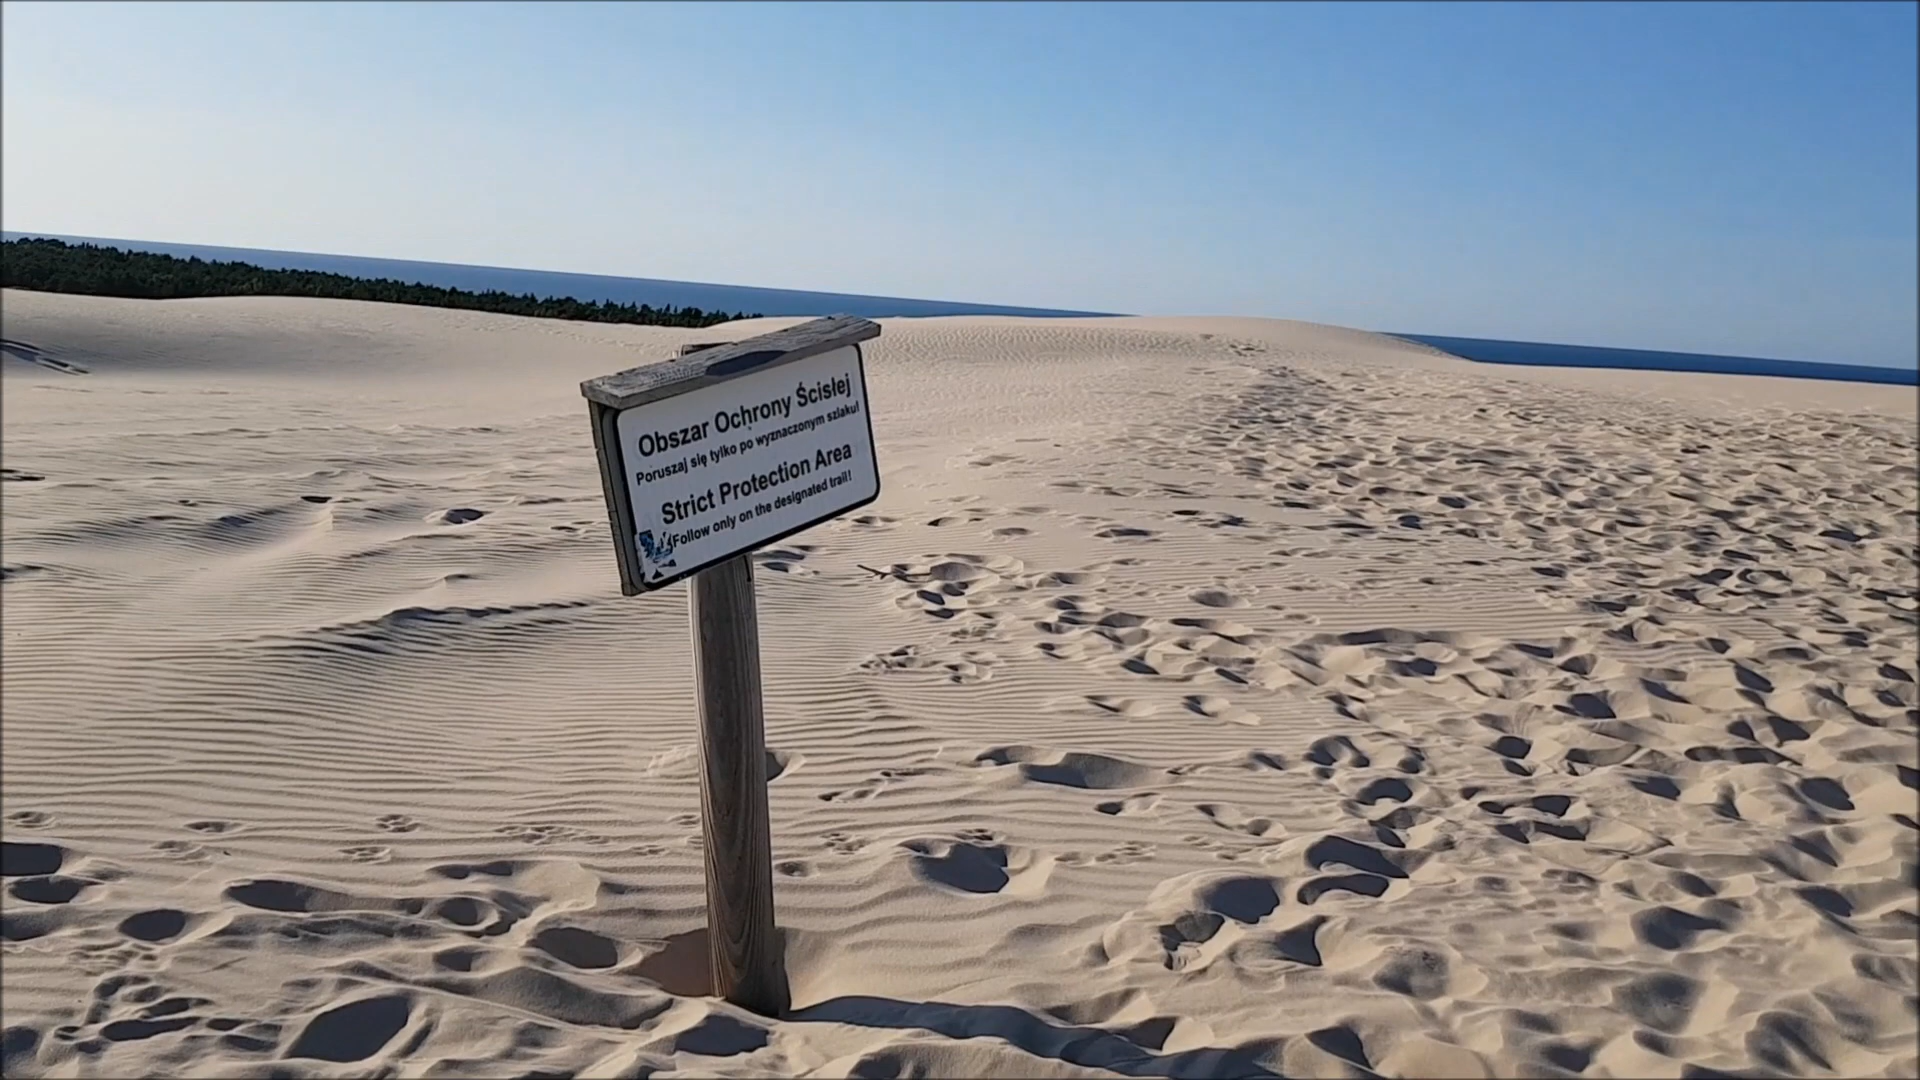 Obszar Ochrony Ścisłej
Poruszaj się tylko po wyznaczonym szlaku!
Strict Protection Area
Follow only on the designated trail!